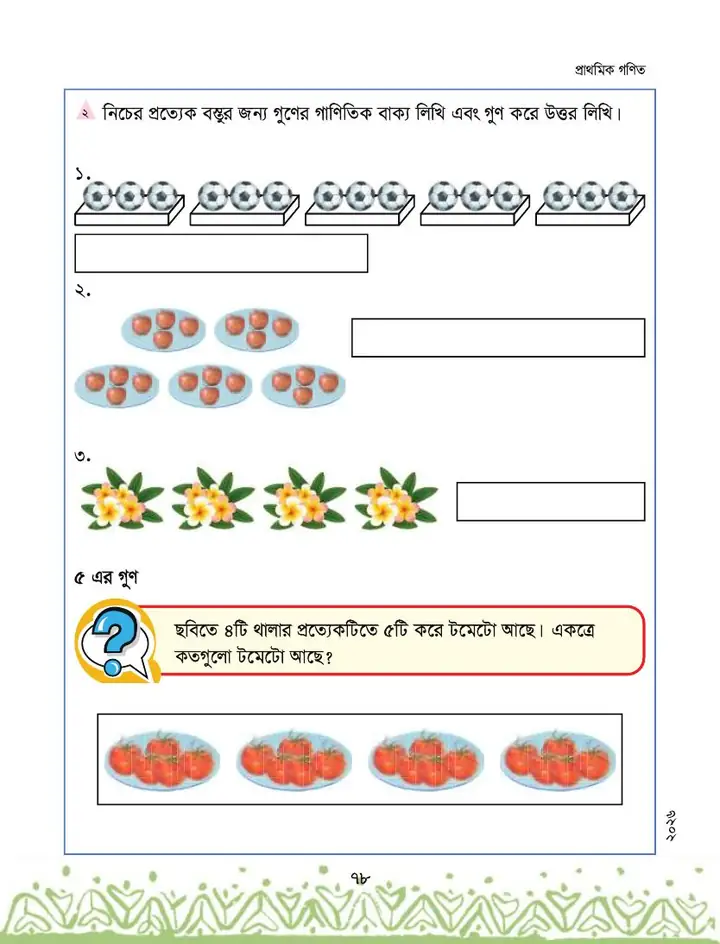 প্রাথমিক গণিত
২ নিচের প্রত্যেক বস্তুর জন্য গুণের গাণিতিক বাক্য লিখি এবং গুণ করে উত্তর লিখি।
১.
২.
৩.
৫ এর গুণ
ছবিতে ৪টি থালার প্রত্যেকটিতে ৫টি করে টমেটো আছে। একত্রে
কতগুলো টমেটো আছে?
২০২৬
৭৮